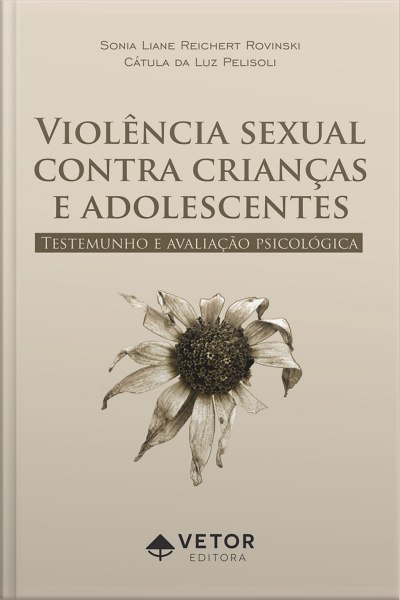 Sonia Liane Reichert Rovinski
Cátula da Luz Pelisoli
Violência sexual
contra crianças
e adolescentes
Testemunho e avaliação psicológica
VETOR
EDITORA